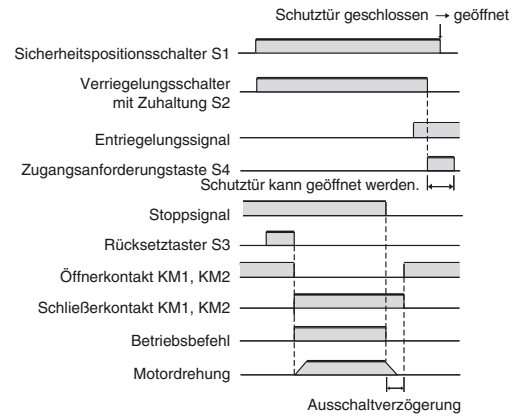 Schutztür geschlossen → geöffnet
Sicherheitspositionsschalter S1
Verriegelungsschalter
mit Zuhaltung S2
Entriegelungssignal
Zugangsanforderungstaste S4
Schutztür kann geöffnet werden.
Stoppsignal
Rücksetztaster S3
Öffnerkontakt KM1, KM2
Schließerkontakt KM1, KM2
Betriebsbefehl
Motordrehung
Ausschaltverzögerung